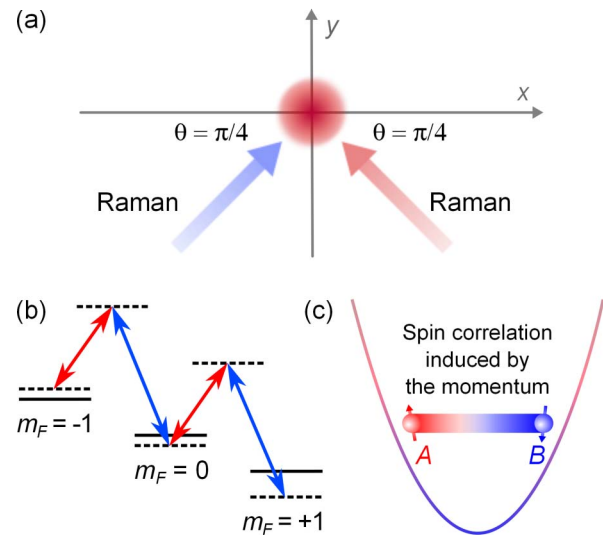 (a)
y
x
θ = π/4
θ = π/4
Raman
Raman
(b)
m_F = -1
m_F = 0
m_F = +1
(c)
Spin correlation
induced by
the momentum
A
B